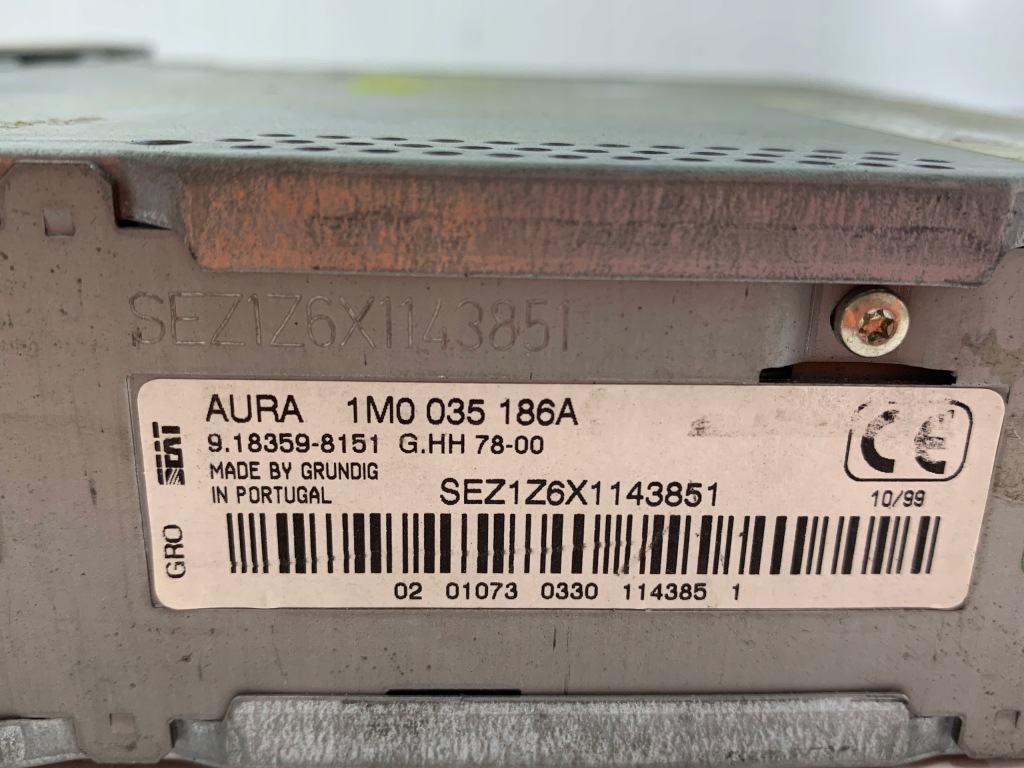 SEZ1Z6X1143851
AURA 1M0 035 186A
9.18359-8151 G.HH 78-00
MADE BY GRUNDIG
IN PORTUGAL
SEZ1Z6X1143851
CE
10/99
GRO
02 01073 0330 114385 1